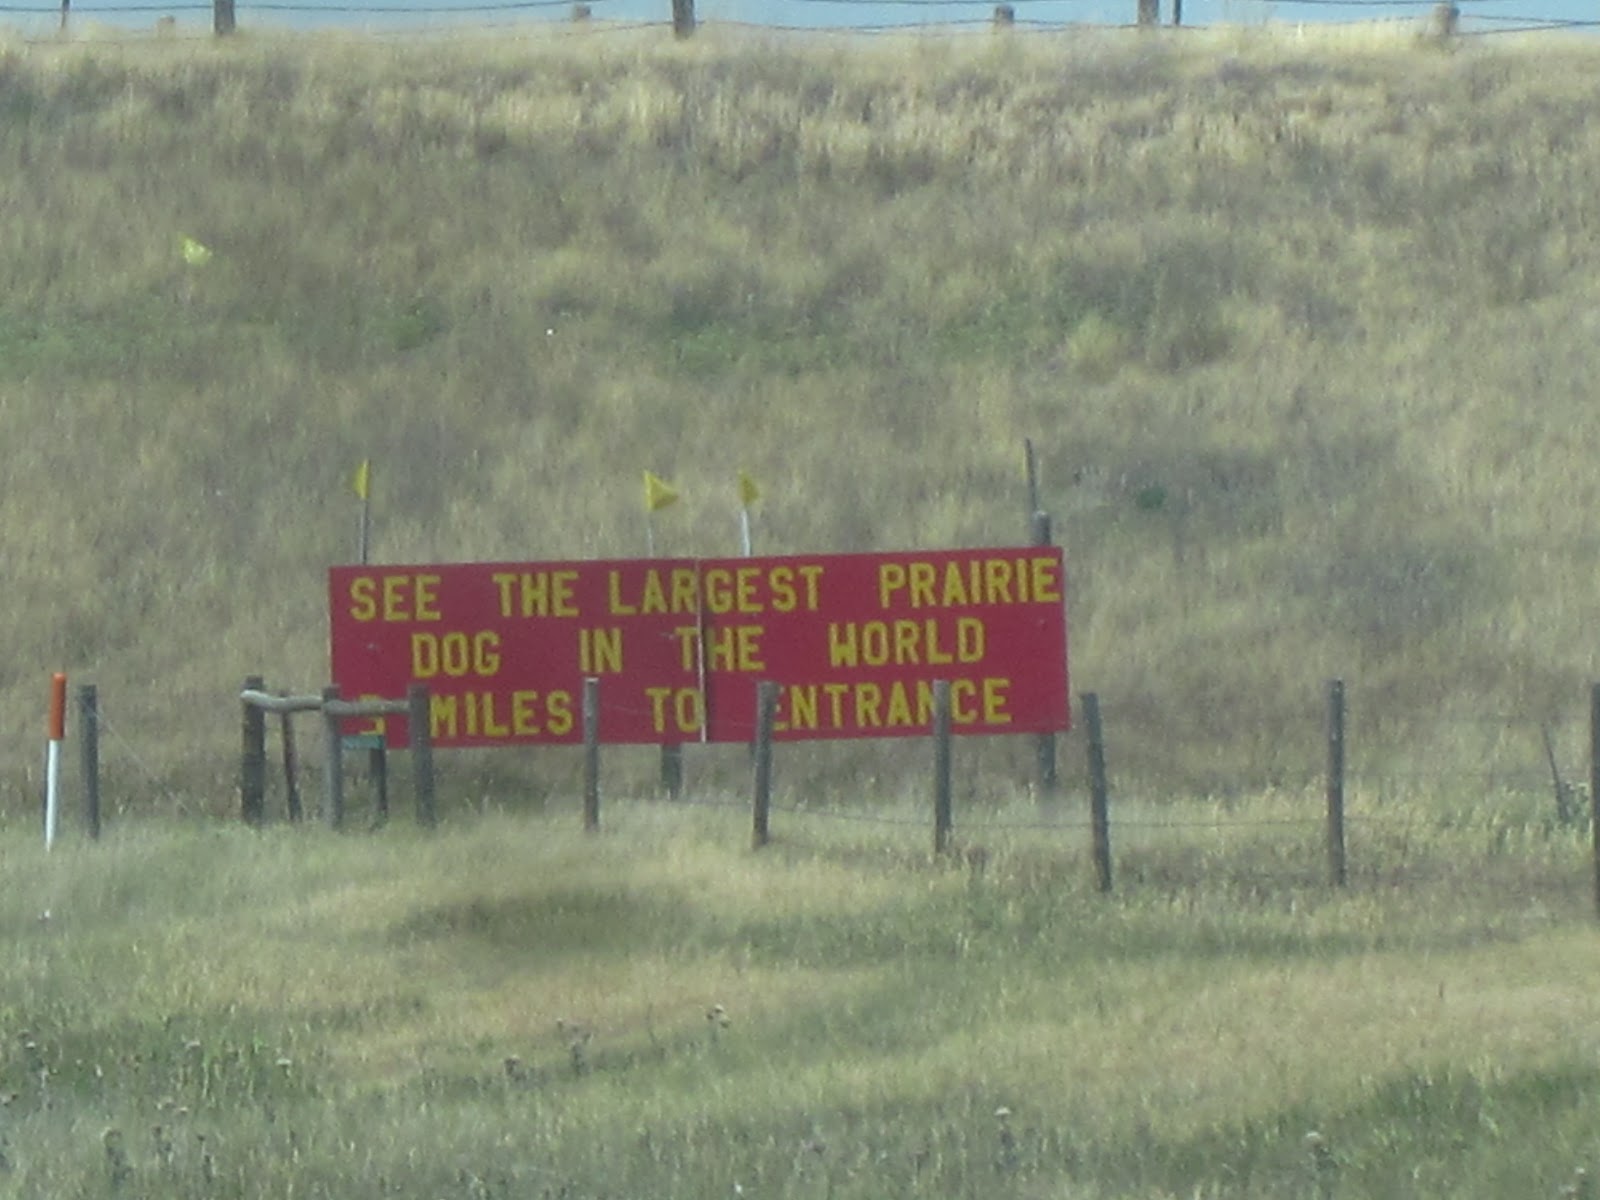 SEE THE LARGEST PRAIRIE
DOG IN THE WORLD
MILES TO ENTRANCE